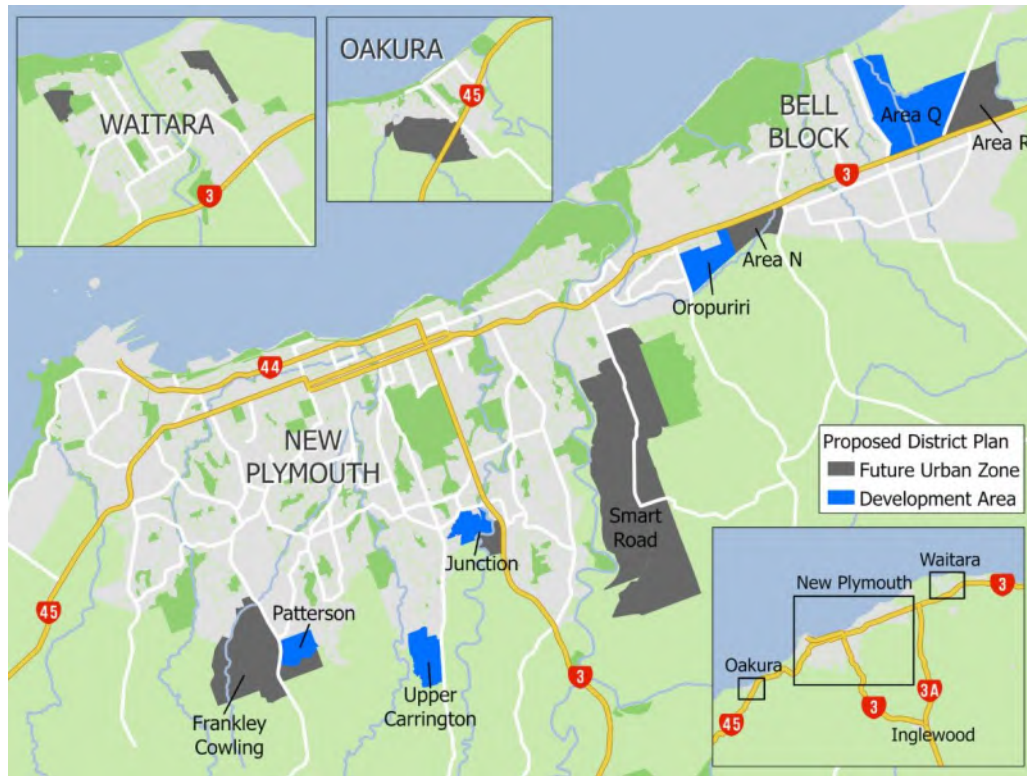 WAITARA
3
OAKURA
45
BELL
BLOCK
Area Q
Area R
3
Area N
Oropuriri
44
NEW
PLYMOUTH
Smart
Road
Junction
Patterson
Upper
Carrington
Frankley
Cowling
45
3
Proposed District Plan
Future Urban Zone
Development Area
Waitara
New Plymouth
3
Oakura
3A
45
3
Inglewood